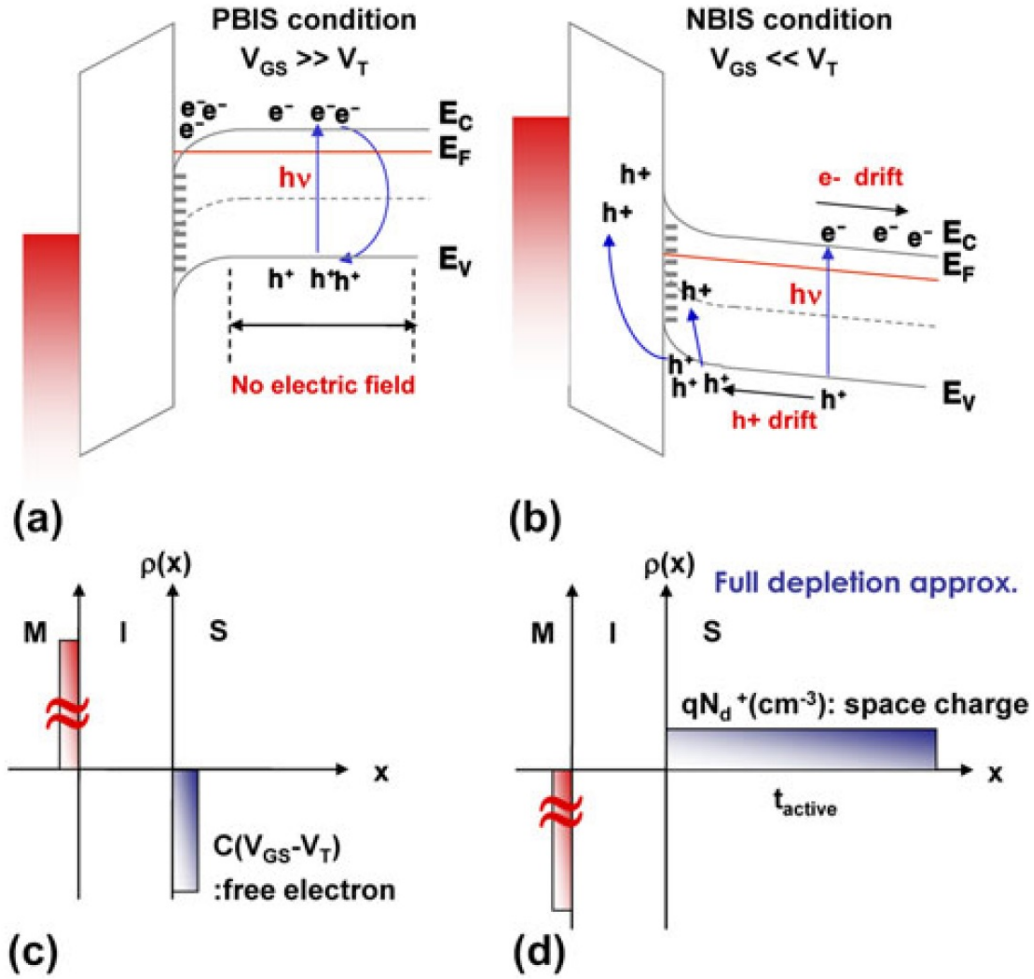 PBIS condition
V_GS >> V_T
e⁻e⁻ e⁻ e⁻e⁻ E_C
e⁻
E_F
hν
E_V
h⁺ h⁺h⁺
No electric field
(a)
NBIS condition
V_GS << V_T
h+ e- drift
h+
e⁻ e⁻ e⁻ E_C
E_F
h+ hν
h⁺
h⁺ h⁺ h⁺ E_V
h+ drift
(b)
ρ(x)
M I S
x
C(V_GS-V_T)
:free electron
(c)
ρ(x) Full depletion approx.
M I S
qN_d⁺(cm⁻³): space charge
x
t_active
(d)